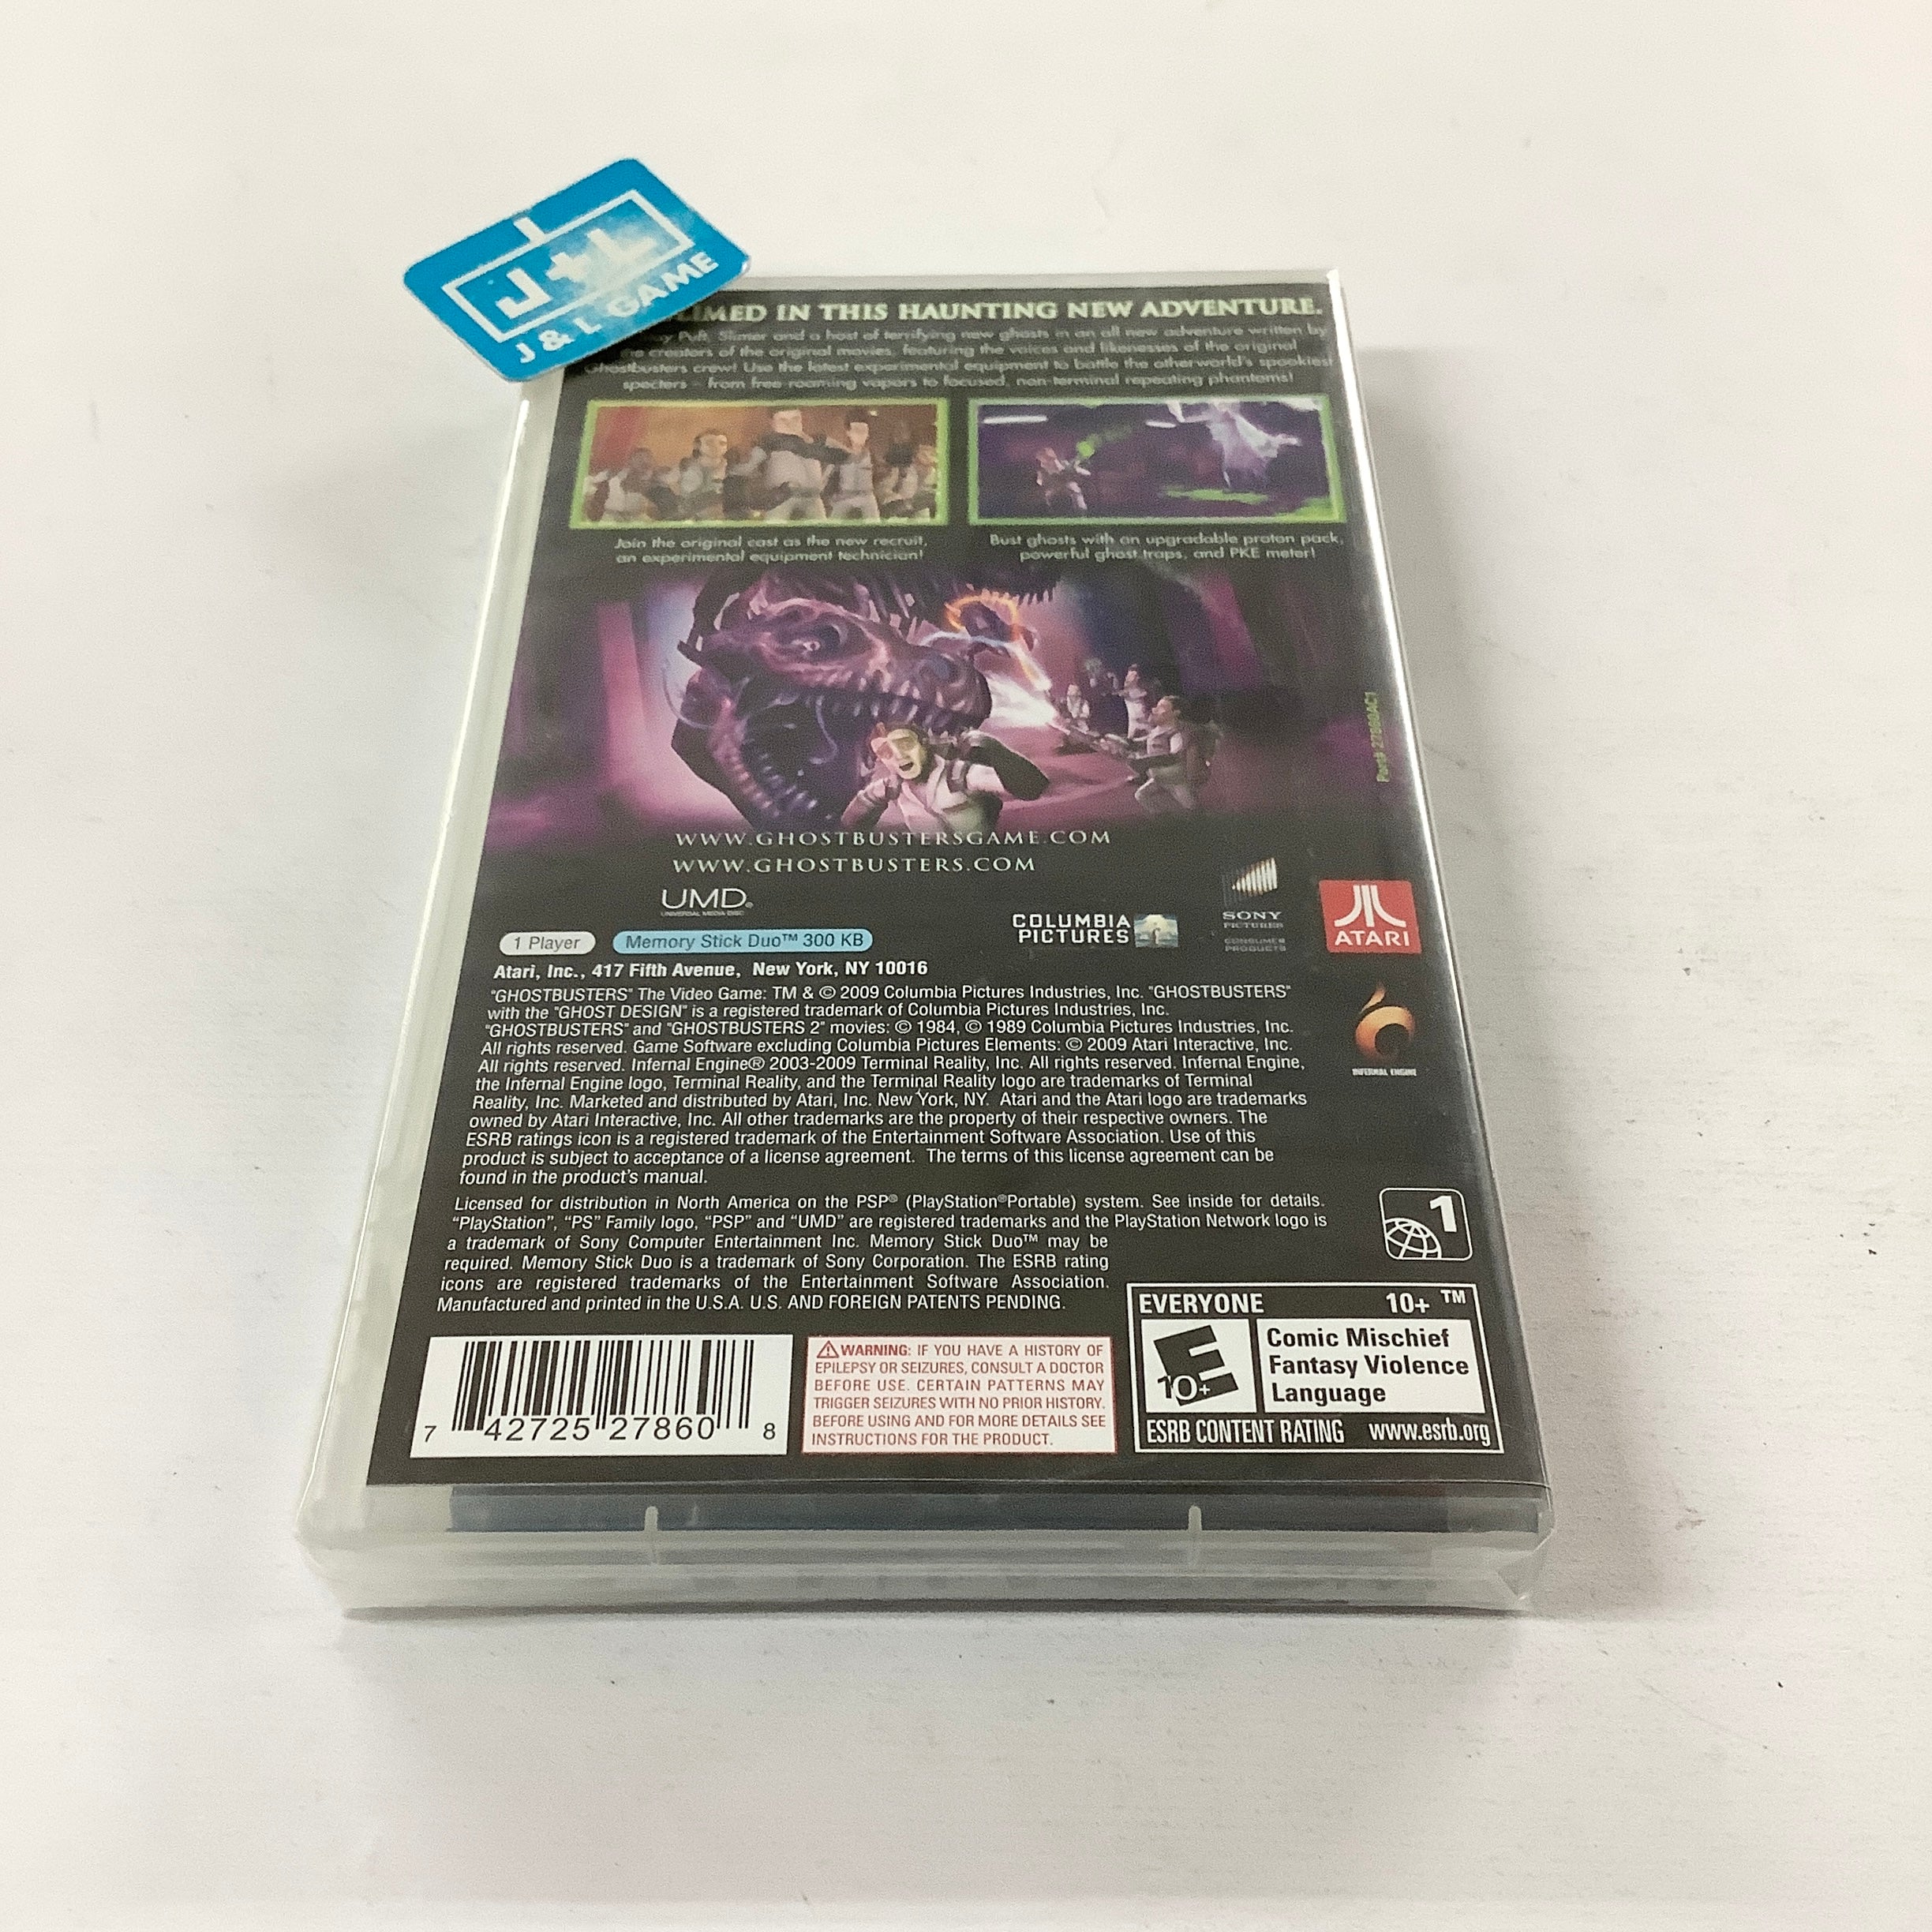 J
J+L
J & L GAME
LIMED IN THIS HAUNTING NEW ADVENTURE.
Puft, Slimer and a host of terrifying new ghosts in an all new adventure written by
the creators of the original movies, featuring the voices and likenesses of the original
Ghostbusters crew! Use the latest experimental equipment to battle the otherworld's spookiest
specters – from free roaming vapors to focused, non-terminal repeating phantoms!
Join the original cast as the new recruit,
an experimental equipment technician!
Bust ghosts with an upgradable proton pack,
powerful ghost traps, and PKE meter!
Pus# 27860AC1
WWW.GHOSTBUSTERSGAME.COM
WWW.GHOSTBUSTERS.COM
UMD®
UNIVERSAL MEDIA DISC
COLUMBIA
PICTURES
SONY
PICTURES
CONSUMER
PRODUCTS
ATARI
1 Player
Memory Stick Duo™ 300 KB
Atari, Inc., 417 Fifth Avenue, New York, NY 10016
"GHOSTBUSTERS" The Video Game: TM & © 2009 Columbia Pictures Industries, Inc. "GHOSTBUSTERS"
with the "GHOST DESIGN" is a registered trademark of Columbia Pictures Industries, Inc.
"GHOSTBUSTERS" and "GHOSTBUSTERS 2" movies: © 1984, © 1989 Columbia Pictures Industries, Inc.
All rights reserved. Game Software excluding Columbia Pictures Elements: © 2009 Atari Interactive, Inc.
All rights reserved. Infernal Engine® 2003-2009 Terminal Reality, Inc. All rights reserved. Infernal Engine,
the Infernal Engine logo, Terminal Reality, and the Terminal Reality logo are trademarks of Terminal
Reality, Inc. Marketed and distributed by Atari, Inc. New York, NY. Atari and the Atari logo are trademarks
owned by Atari Interactive, Inc. All other trademarks are the property of their respective owners. The
ESRB ratings icon is a registered trademark of the Entertainment Software Association. Use of this
product is subject to acceptance of a license agreement. The terms of this license agreement can be
found in the product's manual.
INFERNAL ENGINE
Licensed for distribution in North America on the PSP® (PlayStation®Portable) system. See inside for details.
"PlayStation", "PS" Family logo, "PSP" and "UMD" are registered trademarks and the PlayStation Network logo is
a trademark of Sony Computer Entertainment Inc. Memory Stick Duo™ may be
required. Memory Stick Duo is a trademark of Sony Corporation. The ESRB rating
icons are registered trademarks of the Entertainment Software Association.
Manufactured and printed in the U.S.A. U.S. AND FOREIGN PATENTS PENDING.
1
7 42725 27860 8
WARNING: IF YOU HAVE A HISTORY OF
EPILEPSY OR SEIZURES, CONSULT A DOCTOR
BEFORE USE. CERTAIN PATTERNS MAY
TRIGGER SEIZURES WITH NO PRIOR HISTORY.
BEFORE USING AND FOR MORE DETAILS SEE
INSTRUCTIONS FOR THE PRODUCT.
EVERYONE 10+ ™
E 10+
Comic Mischief
Fantasy Violence
Language
ESRB CONTENT RATING www.esrb.org